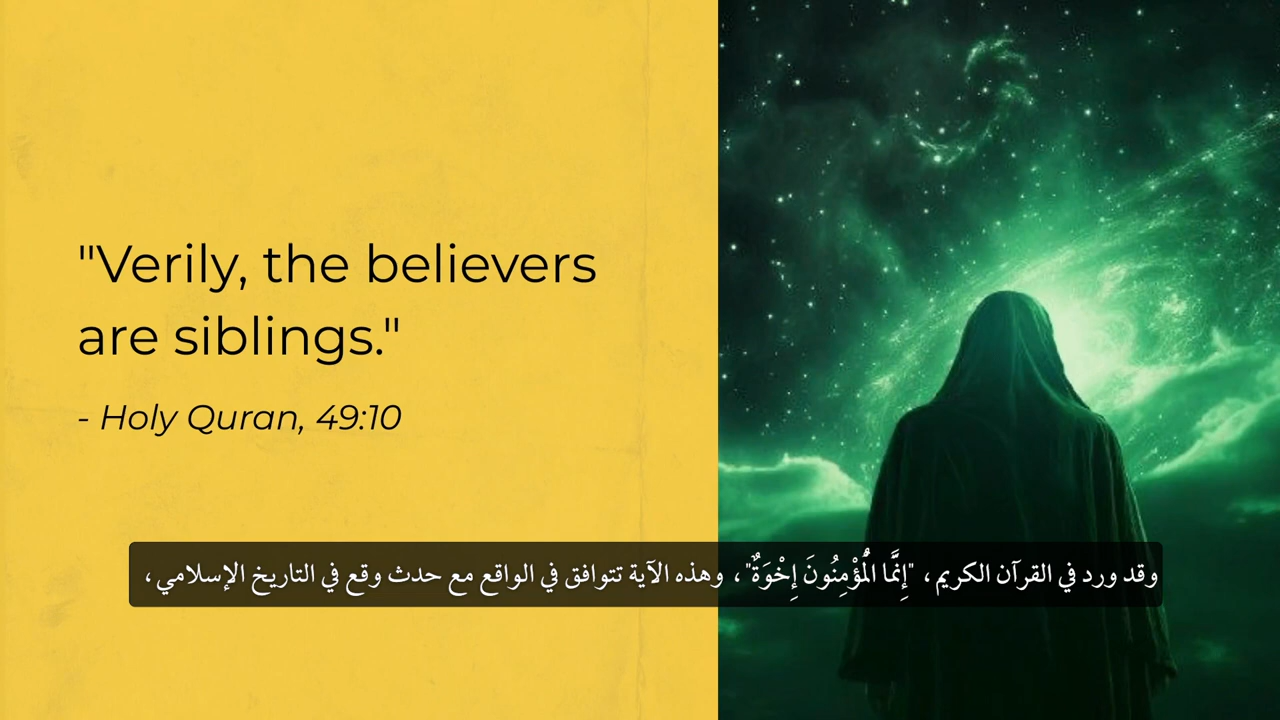 "Verily, the believers
are siblings."
- Holy Quran, 49:10
وقد ورد في القرآن الكريم، "إِنَّمَا الْمُؤْمِنُونَ إِخْوَةٌ"، وهذه الآية تتوافق في الواقع مع حدث وقع في التاريخ الإسلامي،